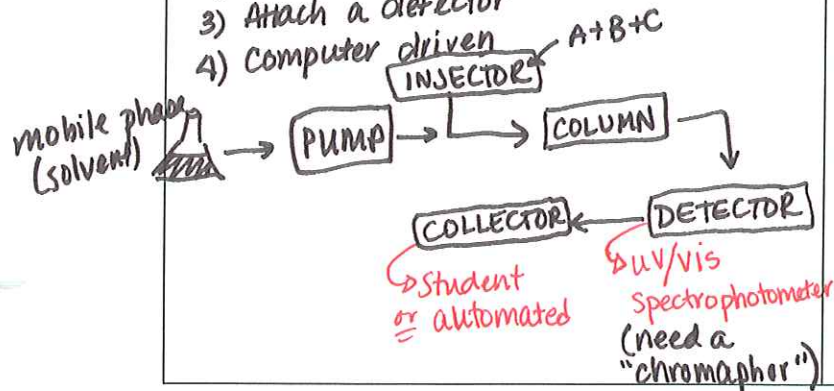 3) Attach a detector
4) Computer driven
A+B+C
INJECTOR
mobile phase
(solvent)
PUMP
COLUMN
COLLECTOR
DETECTOR
Student
or automated
UV/vis
Spectrophotometer
(need a
"chromaphor")